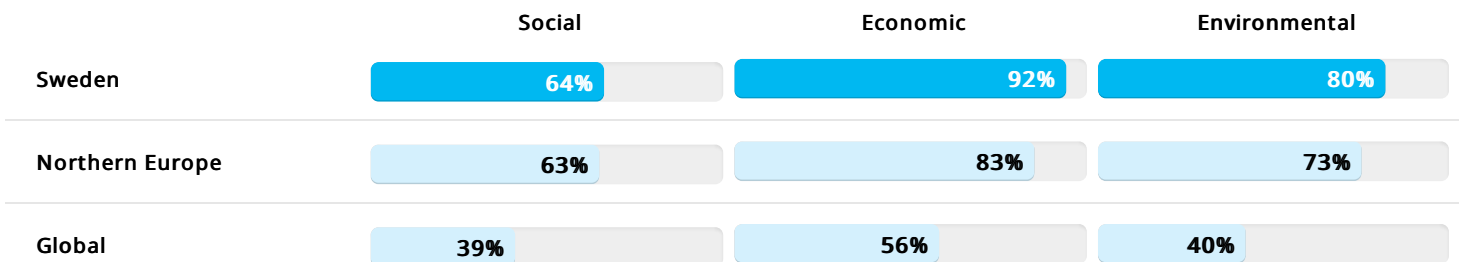 Social Economic Environmental
Sweden 64% 92% 80%
Northern Europe 63% 83% 73%
Global 39% 56% 40%